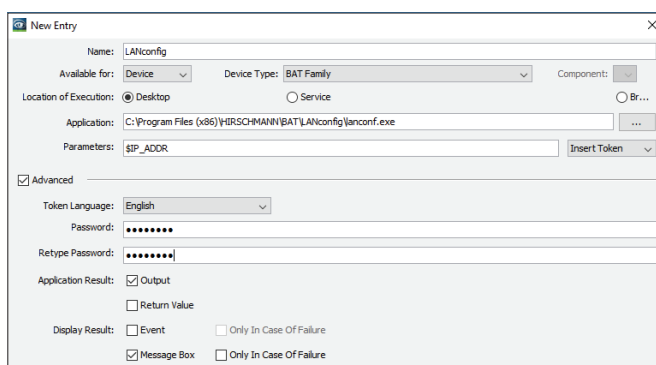 New Entry
Name: LANconfig
Available for: Device Device Type: BAT Family Component:
Location of Execution: Desktop Service Br...
Application: C:\Program Files (x86)\HIRSCHMANN\BAT\LANconfig\lanconf.exe ...
Parameters: $IP_ADDR Insert Token
Advanced
Token Language: English
Password: ••••••••
Retype Password: ••••••••
Application Result: Output
Return Value
Display Result: Event Only In Case Of Failure
Message Box Only In Case Of Failure